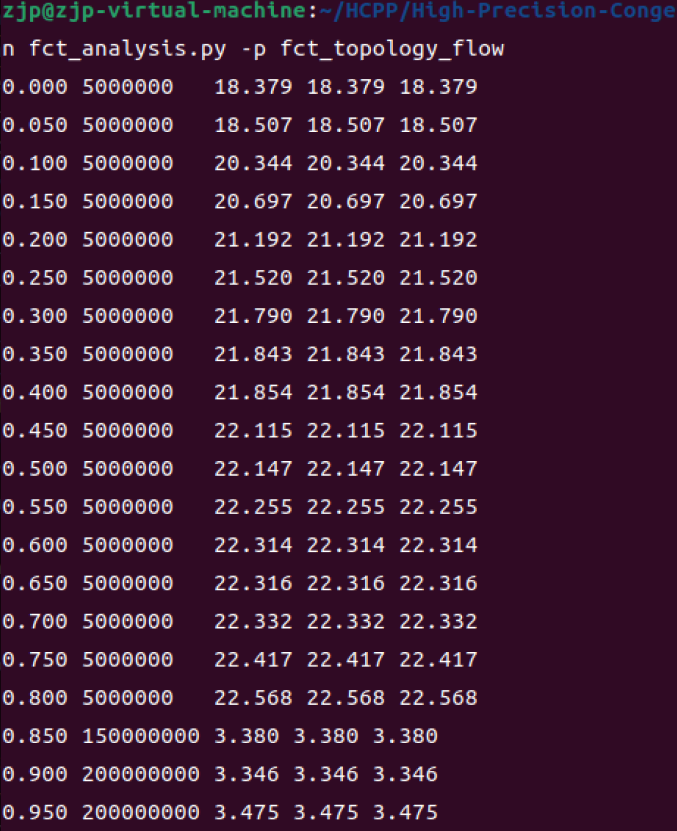 zjp@zjp-virtual-machine:~/HCPP/High-Precision-Conge
n fct_analysis.py -p fct_topology_flow
0.000 5000000   18.379 18.379 18.379
0.050 5000000   18.507 18.507 18.507
0.100 5000000   20.344 20.344 20.344
0.150 5000000   20.697 20.697 20.697
0.200 5000000   21.192 21.192 21.192
0.250 5000000   21.520 21.520 21.520
0.300 5000000   21.790 21.790 21.790
0.350 5000000   21.843 21.843 21.843
0.400 5000000   21.854 21.854 21.854
0.450 5000000   22.115 22.115 22.115
0.500 5000000   22.147 22.147 22.147
0.550 5000000   22.255 22.255 22.255
0.600 5000000   22.314 22.314 22.314
0.650 5000000   22.316 22.316 22.316
0.700 5000000   22.332 22.332 22.332
0.750 5000000   22.417 22.417 22.417
0.800 5000000   22.568 22.568 22.568
0.850 150000000 3.380 3.380 3.380
0.900 200000000 3.346 3.346 3.346
0.950 200000000 3.475 3.475 3.475